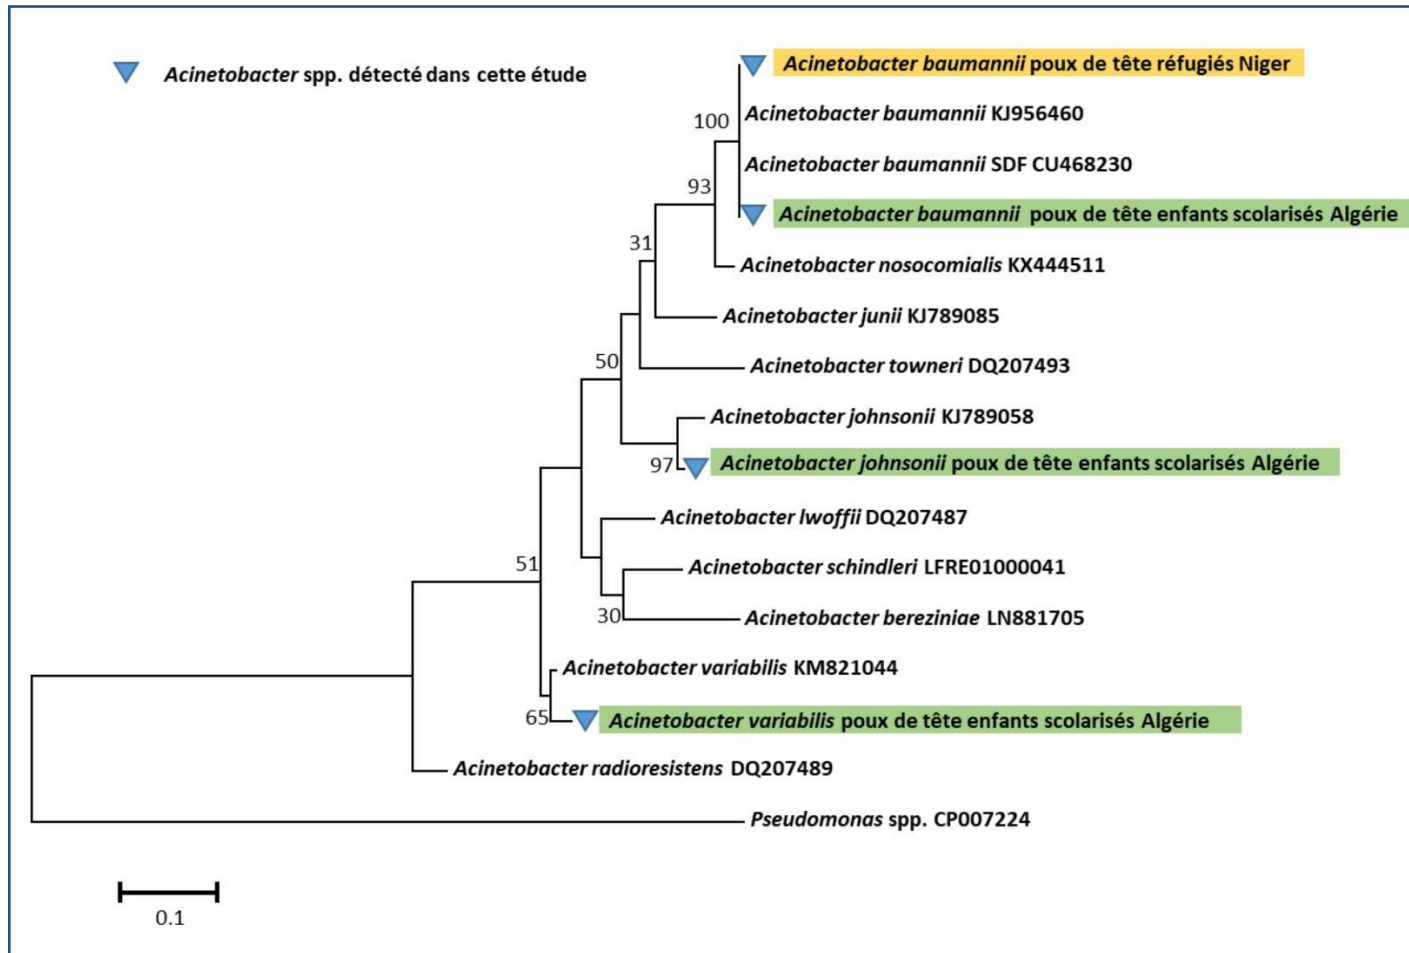 Acinetobacter spp. détecté dans cette étude
Acinetobacter baumannii poux de tête réfugiés Niger
100
Acinetobacter baumannii KJ956460
Acinetobacter baumannii SDF CU468230
93
Acinetobacter baumannii poux de tête enfants scolarisés Algérie
31
Acinetobacter nosocomialis KX444511
Acinetobacter junii KJ789085
50
Acinetobacter towneri DQ207493
Acinetobacter johnsonii KJ789058
97
Acinetobacter johnsonii poux de tête enfants scolarisés Algérie
Acinetobacter lwoffii DQ207487
51
Acinetobacter schindleri LFRE01000041
30
Acinetobacter bereziniae LN881705
Acinetobacter variabilis KM821044
65
Acinetobacter variabilis poux de tête enfants scolarisés Algérie
Acinetobacter radioresistens DQ207489
Pseudomonas spp. CP007224
0.1